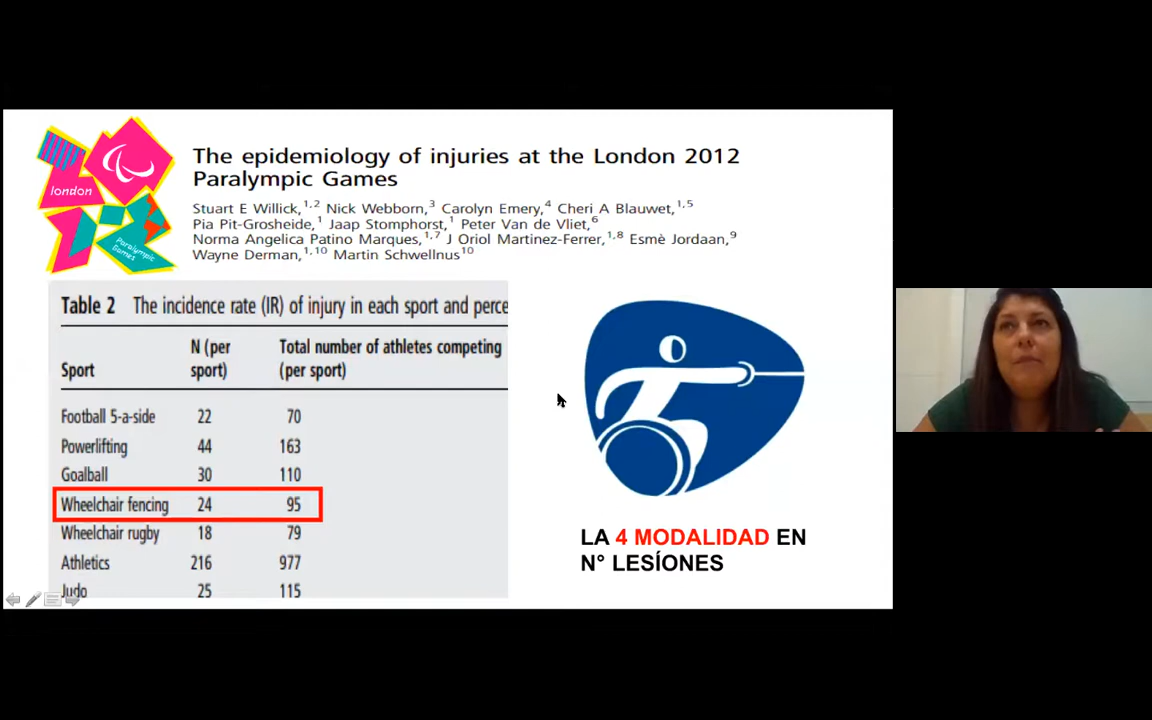 london
Paralympic
Games
The epidemiology of injuries at the London 2012
Paralympic Games
Stuart E Willick,1,2 Nick Webborn,3 Carolyn Emery,4 Cheri A Blauwet,1,5
Pia Pit-Grosheide,1 Jaap Stomphorst,1 Peter Van de Vliet,6
Norma Angelica Patino Marques,1,7 J Oriol Martinez-Ferrer,1,8 Esmè Jordaan,9
Wayne Derman,1,10 Martin Schwellnus10
Table 2 The incidence rate (IR) of injury in each sport and perce
Sport N (per sport) Total number of athletes competing (per sport)
Football 5-a-side 22 70
Powerlifting 44 163
Goalball 30 110
Wheelchair fencing 24 95
Wheelchair rugby 18 79
Athletics 216 977
Judo 25 115
LA 4 MODALIDAD EN
N° LESÍONES